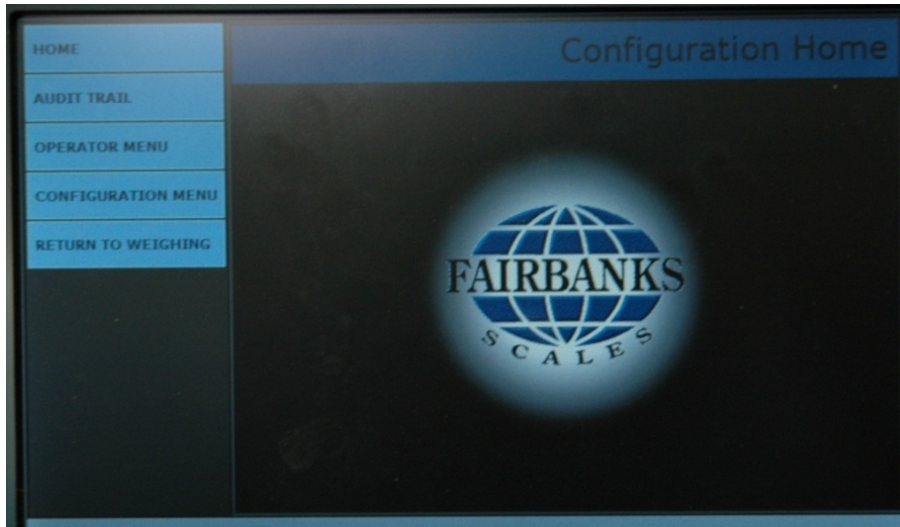 HOME
Configuration Home
AUDIT TRAIL
OPERATOR MENU
CONFIGURATION MENU
RETURN TO WEIGHING
FAIRBANKS
SCALES